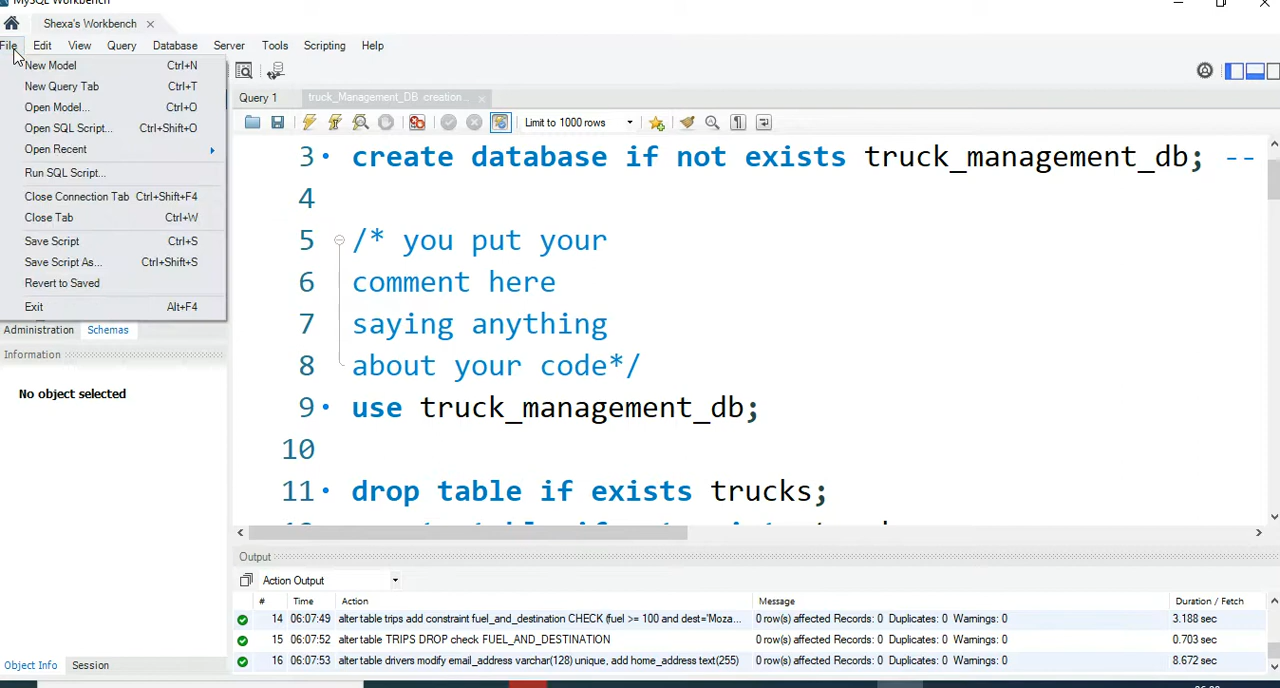 MySQL Workbench
Shexa's Workbench
File Edit View Query Database Server Tools Scripting Help
New Model Ctrl+N
New Query Tab Ctrl+T
Open Model... Ctrl+O
Open SQL Script... Ctrl+Shift+O
Open Recent
Run SQL Script...
Close Connection Tab Ctrl+Shift+F4
Close Tab Ctrl+W
Save Script Ctrl+S
Save Script As... Ctrl+Shift+S
Revert to Saved
Exit Alt+F4
Administration Schemas
Information
No object selected
Object Info Session
Query 1 truck_Management_DB creation...
Limit to 1000 rows
3 create database if not exists truck_management_db; --
4
5 /* you put your
6 comment here
7 saying anything
8 about your code*/
9 use truck_management_db;
10
11 drop table if exists trucks;
Output
Action Output
# Time Action Message Duration / Fetch
14 06:07:49 alter table trips add constraint fuel_and_destination CHECK (fuel >= 100 and dest='Moza... 0 row(s) affected Records: 0 Duplicates: 0 Warnings: 0 3.188 sec
15 06:07:52 alter table TRIPS DROP check FUEL_AND_DESTINATION 0 row(s) affected Records: 0 Duplicates: 0 Warnings: 0 0.703 sec
16 06:07:53 alter table drivers modify email_address varchar(128) unique, add home_address text(255) 0 row(s) affected Records: 0 Duplicates: 0 Warnings: 0 8.672 sec